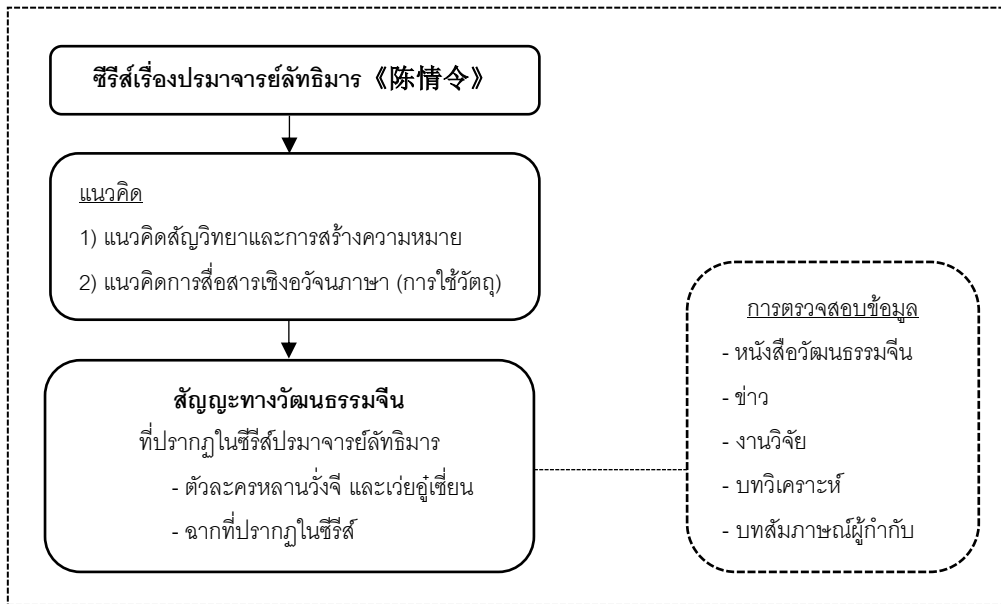 ซีรีส์เรื่องปรมาจารย์ลัทธิมาร 《陈情令》
แนวคิด
1) แนวคิดสัญวิทยาและการสร้างความหมาย
2) แนวคิดการสื่อสารเชิงอวัจนภาษา (การใช้วัตถุ)
สัญญะทางวัฒนธรรมจีน
ที่ปรากฏในซีรีส์ปรมาจารย์ลัทธิมาร
- ตัวละครหลานวั่งจี และเว่ยอู๋เซี่ยน
- ฉากที่ปรากฏในซีรีส์
การตรวจสอบข้อมูล
- หนังสือวัฒนธรรมจีน
- ข่าว
- งานวิจัย
- บทวิเคราะห์
- บทสัมภาษณ์ผู้กำกับ